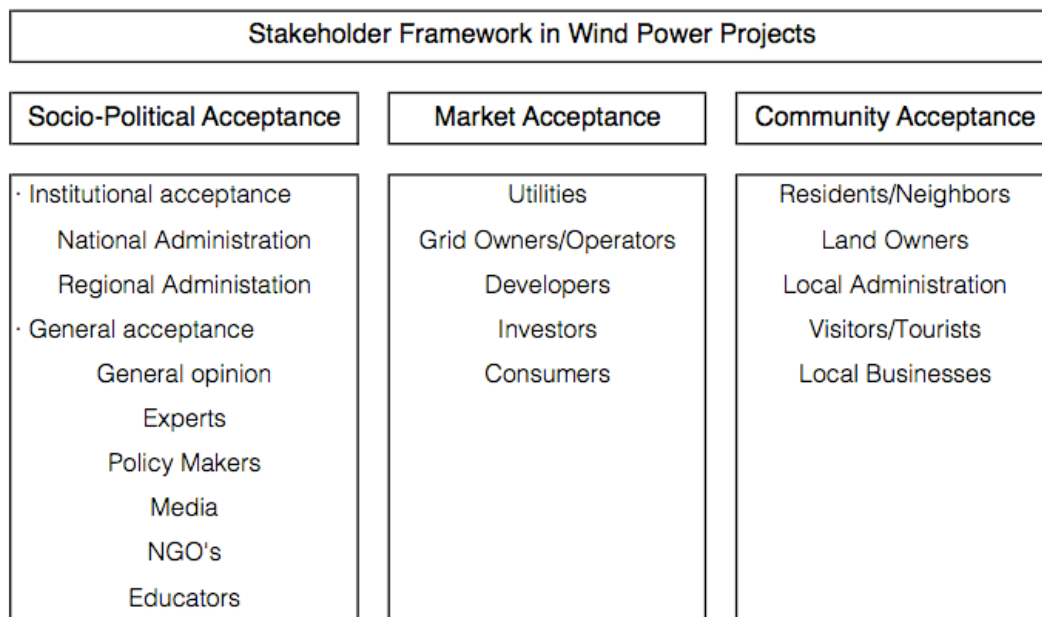 Stakeholder Framework in Wind Power Projects
Socio-Political Acceptance
· Institutional acceptance
National Administration
Regional Administation
· General acceptance
General opinion
Experts
Policy Makers
Media
NGO's
Educators
Market Acceptance
Utilities
Grid Owners/Operators
Developers
Investors
Consumers
Community Acceptance
Residents/Neighbors
Land Owners
Local Administration
Visitors/Tourists
Local Businesses